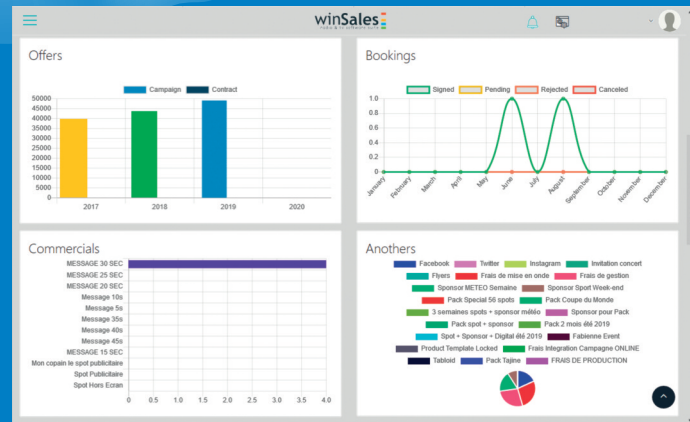 winSales
Offers
Campaign Contract
50000
45000
40000
35000
30000
25000
20000
15000
10000
5000
0
2017 2018 2019 2020
Bookings
Signed Pending Rejected Canceled
1.0
0.8
0.6
0.4
0.2
0
January February March April May June July August September October November December
Commercials
MESSAGE 30 SEC
MESSAGE 25 SEC
MESSAGE 20 SEC
Message 10s
Message 5s
Message 35s
Message 40s
Message 45s
MESSAGE 15 SEC
Mon copain le spot publicitaire
Spot Publicitaire
Spot Hors Ecran
0 0.5 1.0 1.5 2.0 2.5 3.0 3.5 4.0
Anothers
Facebook Twitter Instagram Invitation concert
Flyers Frais de mise en onde Frais de gestion
Sponsor METEO Semaine Sponsor Sport Week-end
Pack Special 56 spots Pack Coupe du Monde
3 semaines spots + sponsor météo Sponsor pour Pack
Pack spot + sponsor Pack 2 mois été 2019
Spot + Sponsor + Digital été 2019 Fabienne Event
Product Template Locked Frais Integration Campagne ONLINE
Tabloid Pack Tajine FRAIS DE PRODUCTION